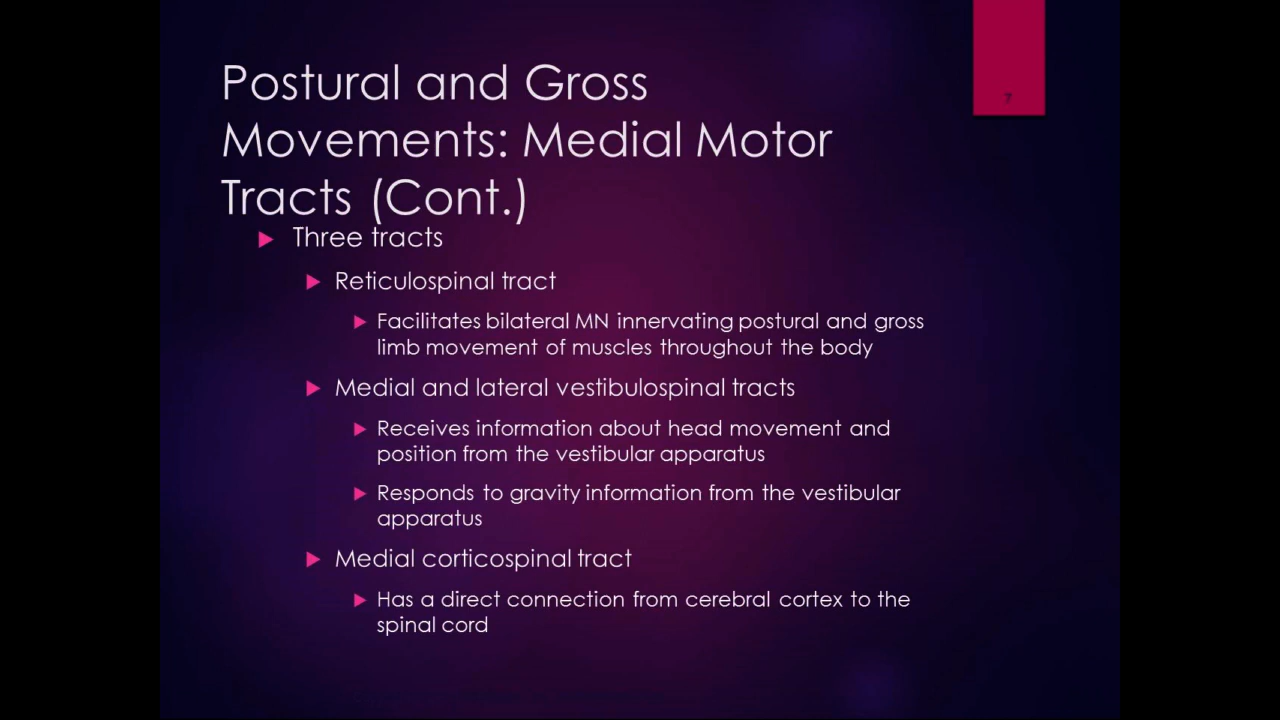 7
Postural and Gross
Movements: Medial Motor
Tracts (Cont.)
Three tracts
Reticulospinal tract
Facilitates bilateral MN innervating postural and gross
limb movement of muscles throughout the body
Medial and lateral vestibulospinal tracts
Receives information about head movement and
position from the vestibular apparatus
Responds to gravity information from the vestibular
apparatus
Medial corticospinal tract
Has a direct connection from cerebral cortex to the
spinal cord